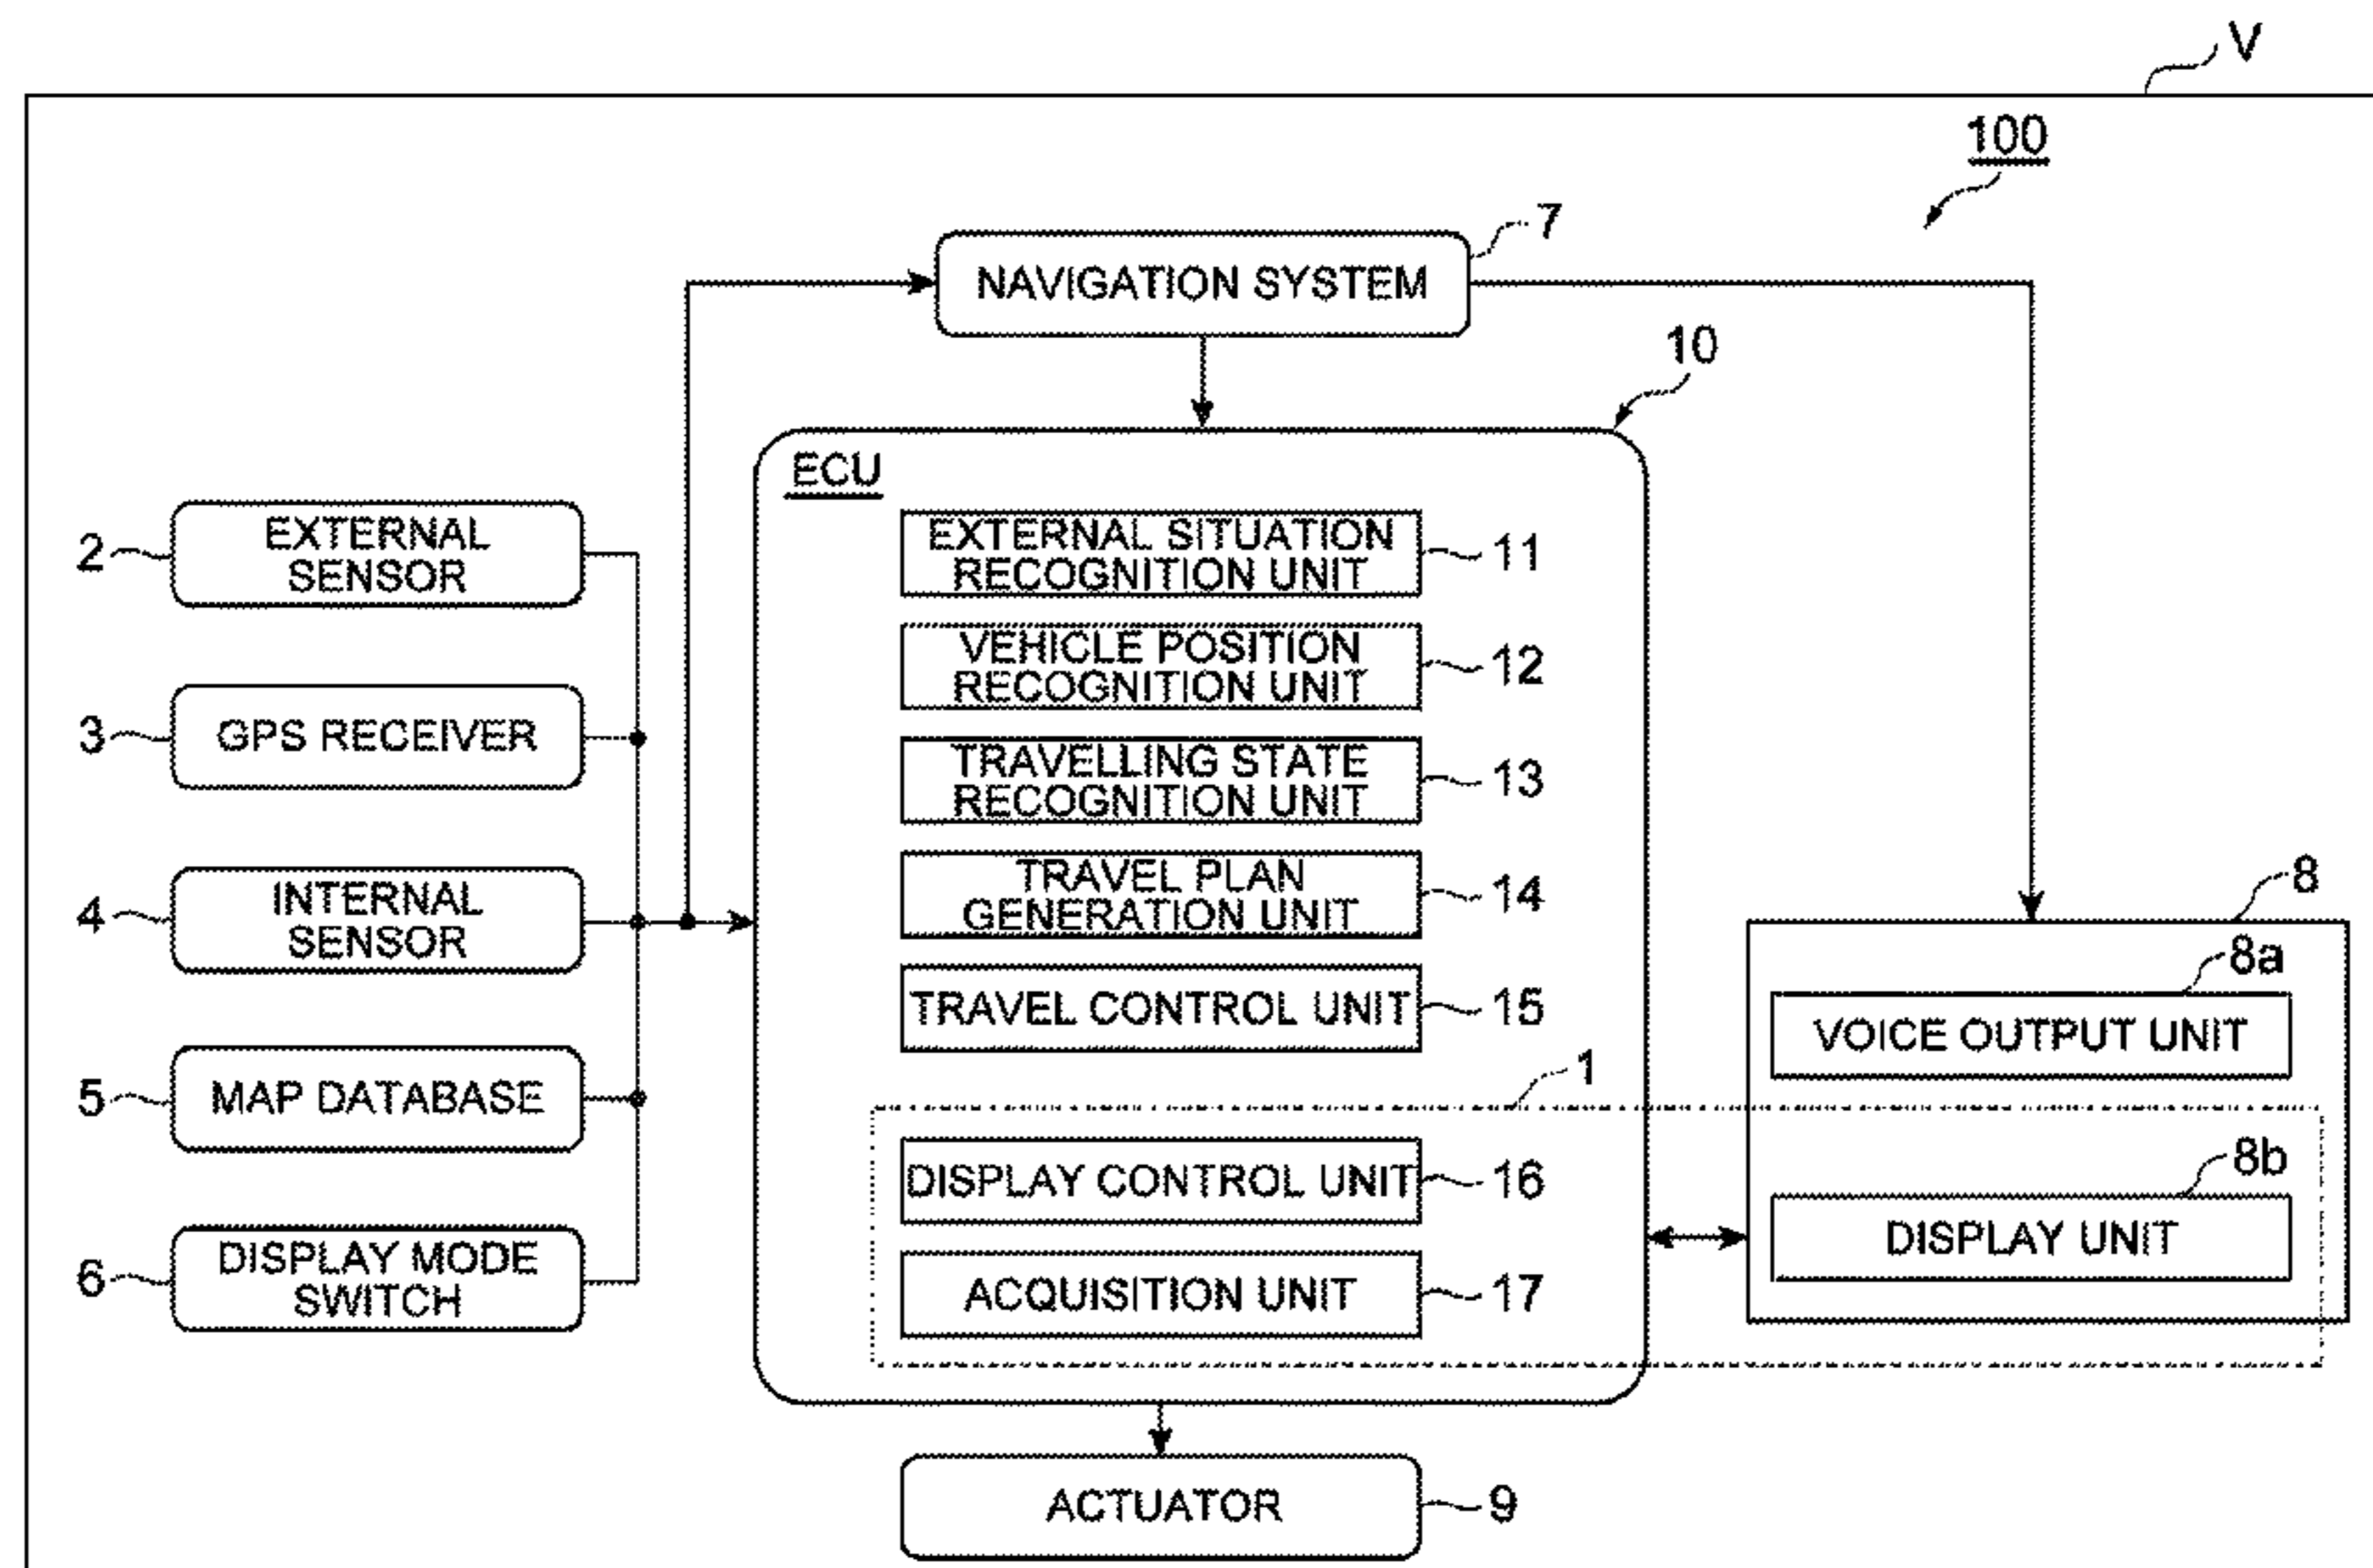 V
100
7
NAVIGATION SYSTEM
10
ECU
2
EXTERNAL
SENSOR
EXTERNAL SITUATION
RECOGNITION UNIT
11
VEHICLE POSITION
RECOGNITION UNIT
12
3
GPS RECEIVER
TRAVELLING STATE
RECOGNITION UNIT
13
4
INTERNAL
SENSOR
TRAVEL PLAN
GENERATION UNIT
14
8
8a
TRAVEL CONTROL UNIT
15
VOICE OUTPUT UNIT
5
MAP DATABASE
1
DISPLAY CONTROL UNIT
16
8b
DISPLAY UNIT
6
DISPLAY MODE
SWITCH
ACQUISITION UNIT
17
ACTUATOR
9